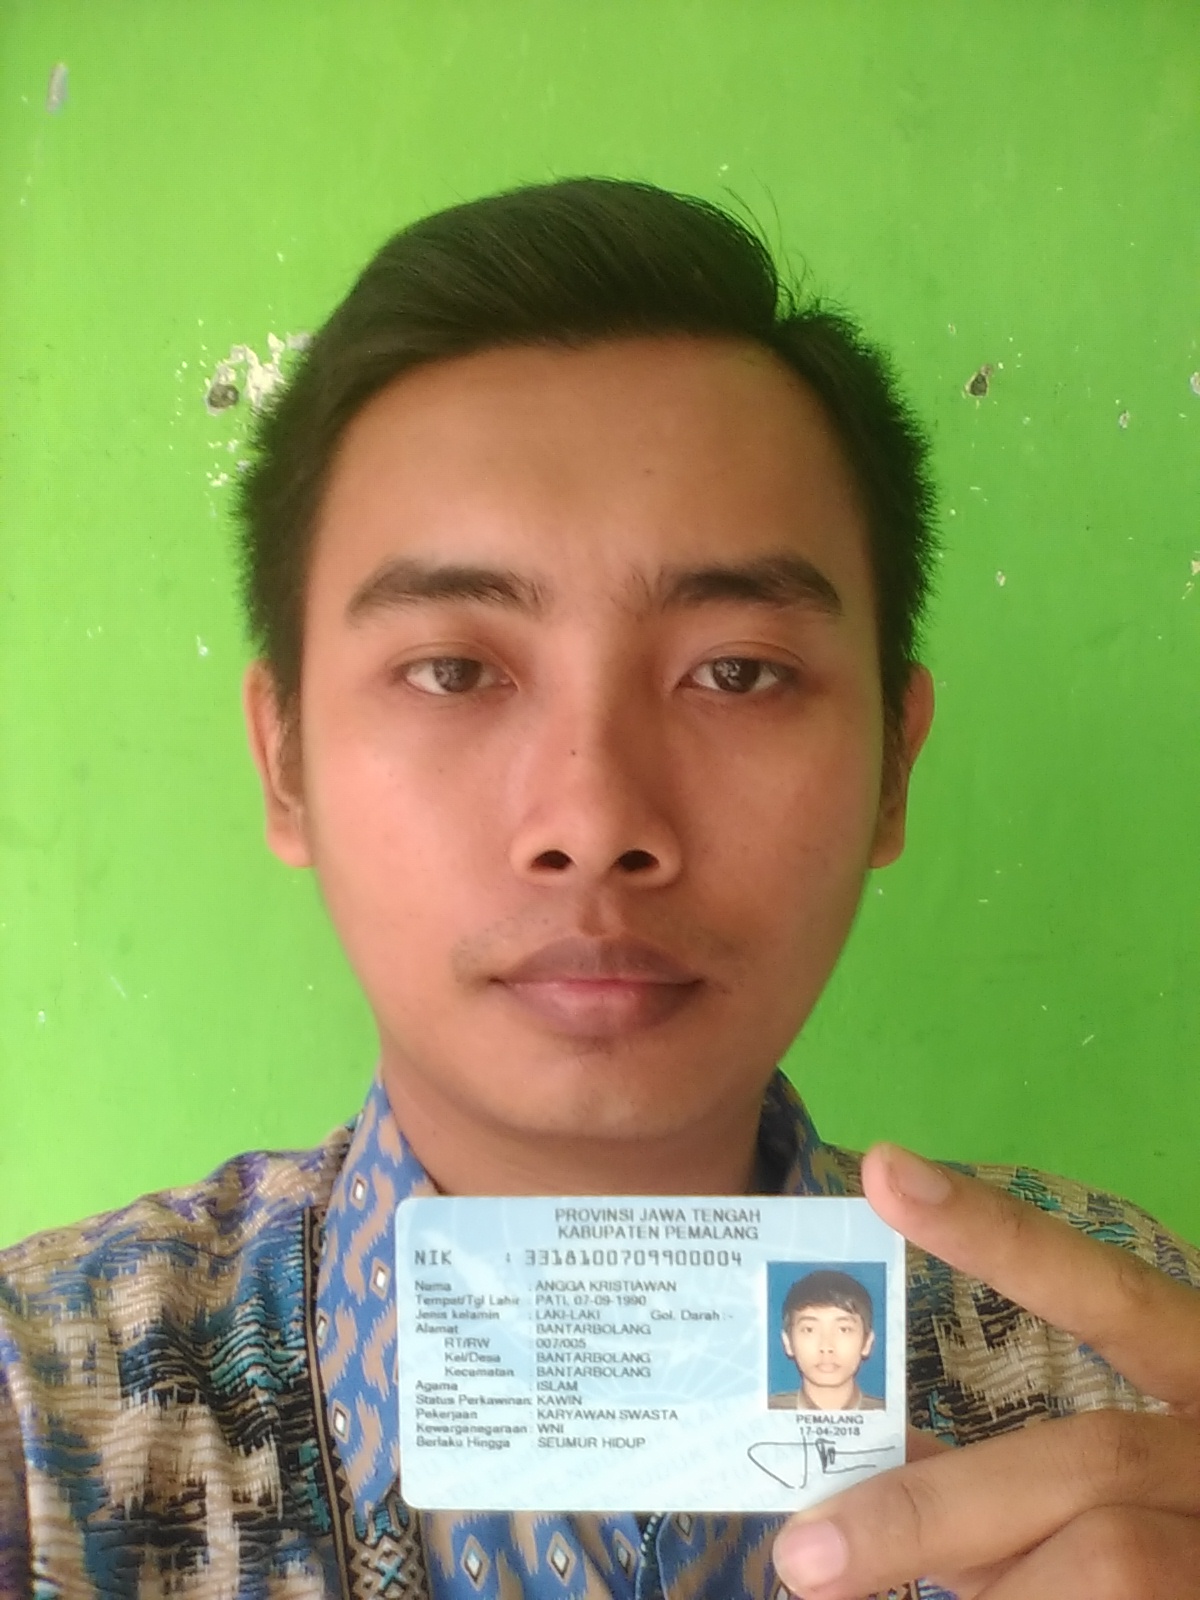 PROVINSI JAWA TENGAH
KABUPATEN PEMALANG
NIK : 3318100709900004
Nama : ANGGA KRISTIAWAN
Tempat/Tgl Lahir : PATI, 07-09-1990
Jenis kelamin : LAKI-LAKI Gol. Darah : -
Alamat : BANTARBOLANG
RT/RW : 007/005
Kel/Desa : BANTARBOLANG
Kecamatan : BANTARBOLANG
Agama : ISLAM
Status Perkawinan: KAWIN
Pekerjaan : KARYAWAN SWASTA
Kewarganegaraan: WNI
Berlaku Hingga : SEUMUR HIDUP
PEMALANG
17-04-2018